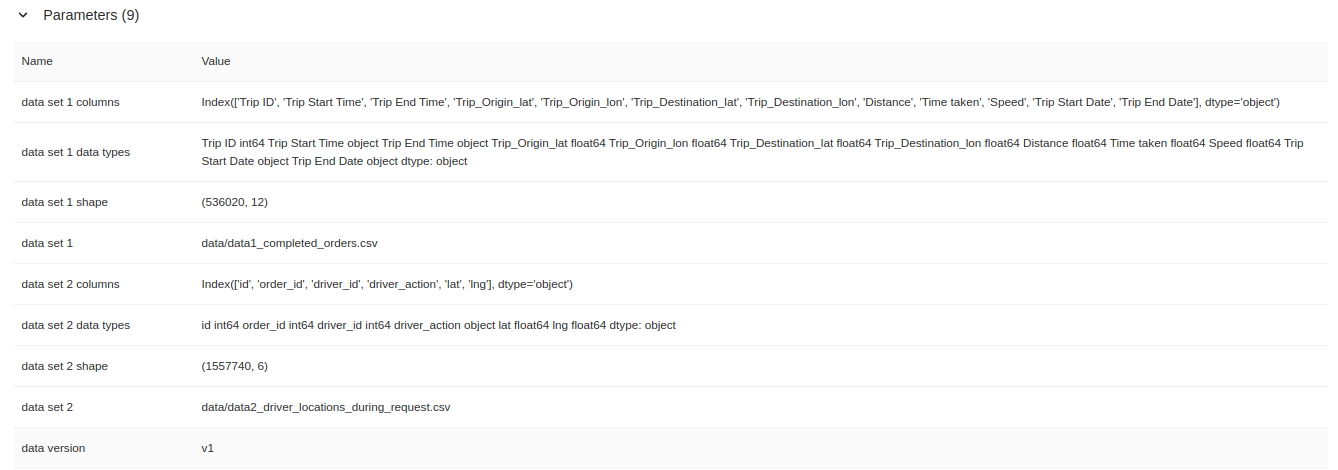 Parameters (9)
Name Value
data set 1 columns Index(['Trip ID', 'Trip Start Time', 'Trip End Time', 'Trip_Origin_lat', 'Trip_Origin_lon', 'Trip_Destination_lat', 'Trip_Destination_lon', 'Distance', 'Time taken', 'Speed', 'Trip Start Date', 'Trip End Date'], dtype='object')
data set 1 data types Trip ID int64 Trip Start Time object Trip End Time object Trip_Origin_lat float64 Trip_Origin_lon float64 Trip_Destination_lat float64 Trip_Destination_lon float64 Distance float64 Time taken float64 Speed float64 Trip
Start Date object Trip End Date object dtype: object
data set 1 shape (536020, 12)
data set 1 data/data1_completed_orders.csv
data set 2 columns Index(['id', 'order_id', 'driver_id', 'driver_action', 'lat', 'lng'], dtype='object')
data set 2 data types id int64 order_id int64 driver_id int64 driver_action object lat float64 lng float64 dtype: object
data set 2 shape (1557740, 6)
data set 2 data/data2_driver_locations_during_request.csv
data version v1